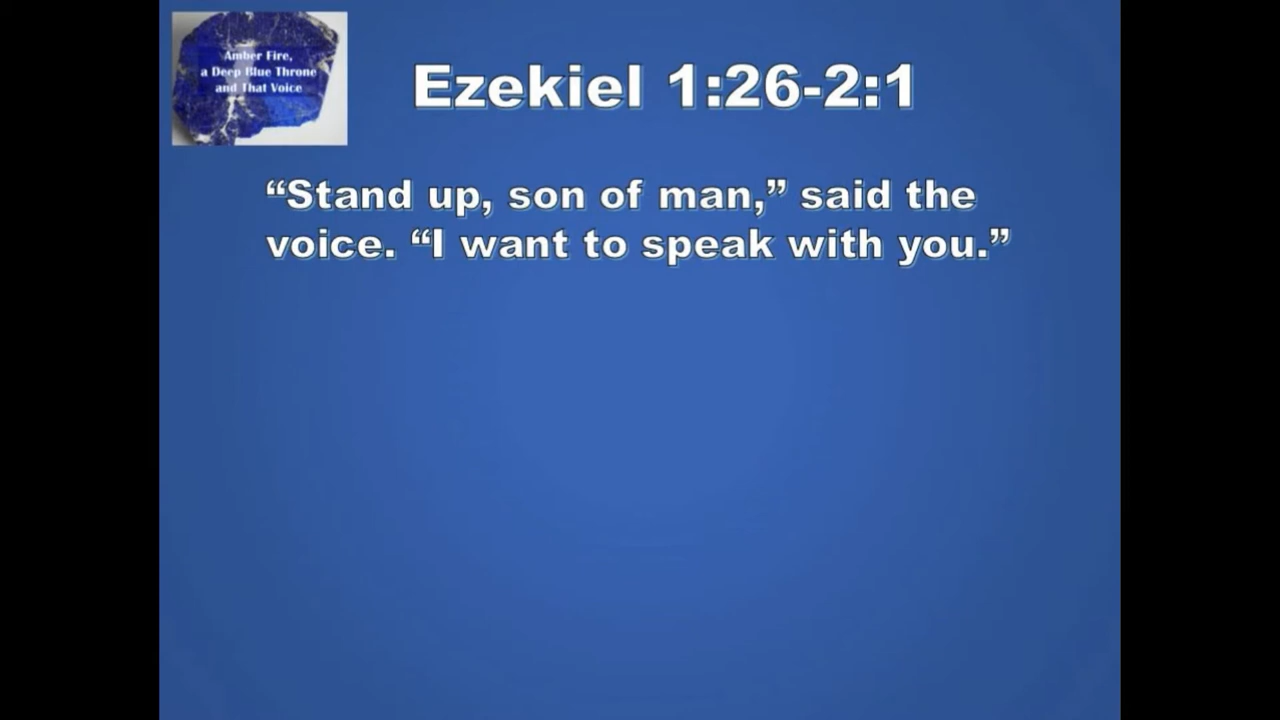 Amber Fire,
a Deep Blue Throne
and That Voice
Ezekiel 1:26-2:1
“Stand up, son of man,” said the
voice. “I want to speak with you.”